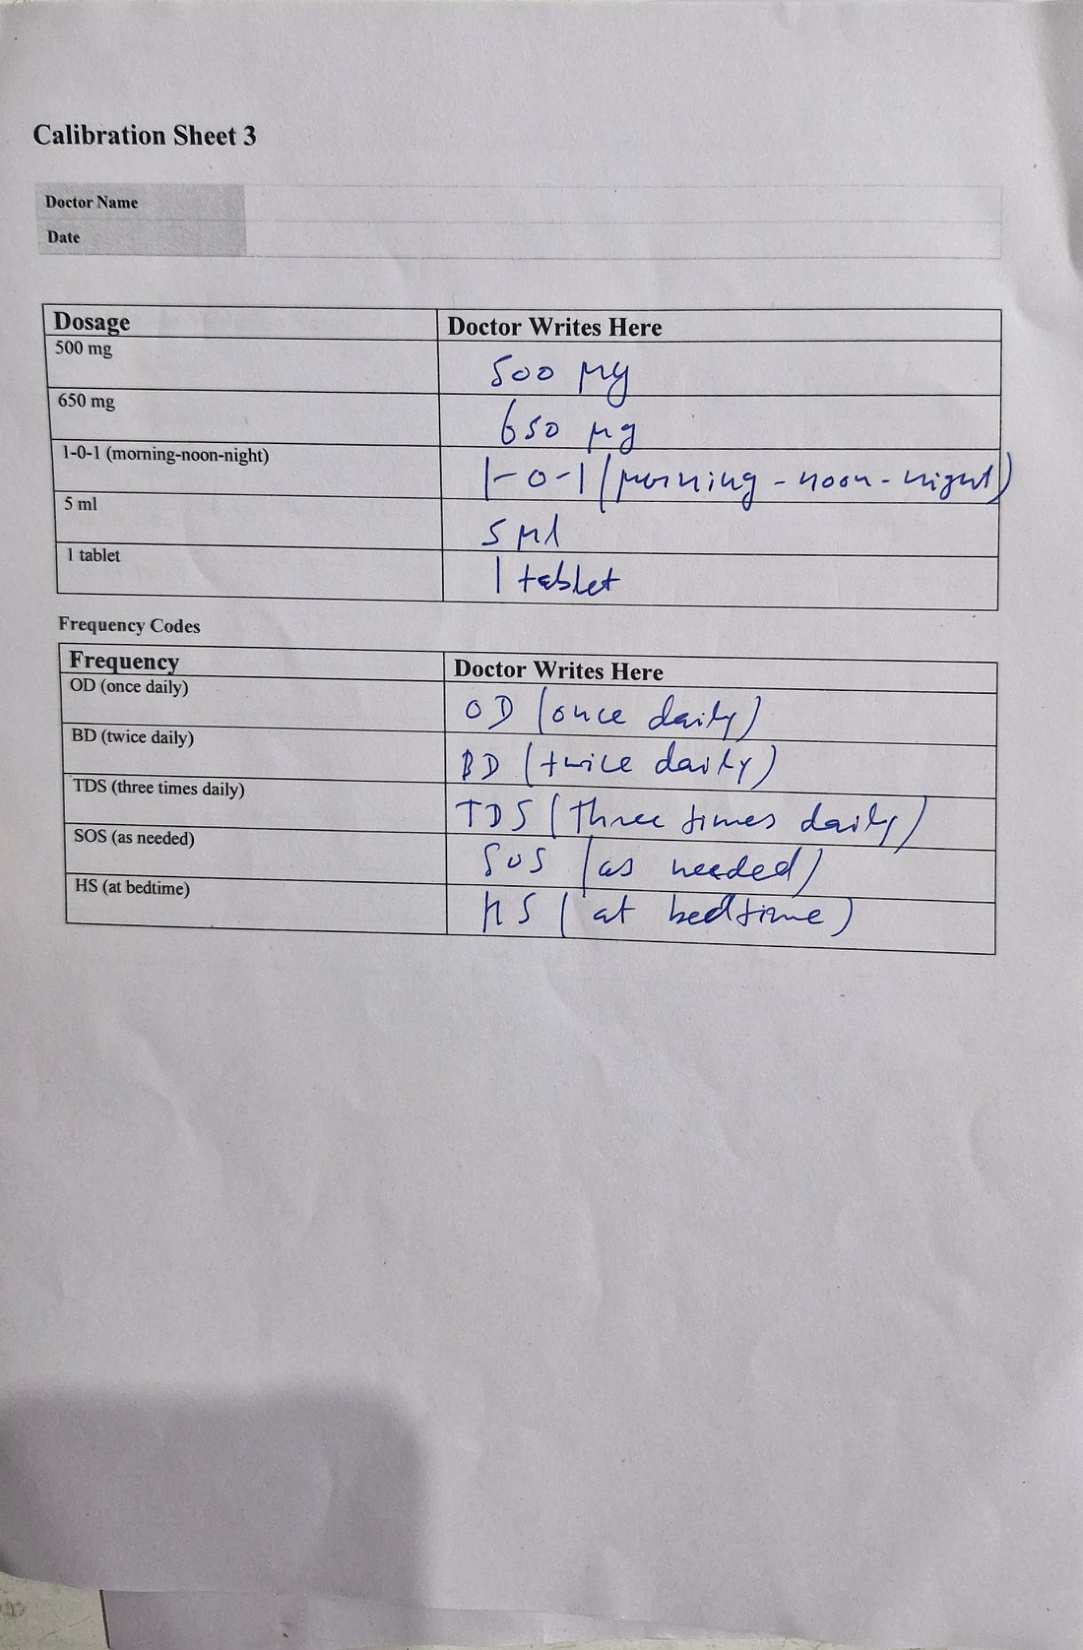 Calibration Sheet 3
Doctor Name
Date
Dosage Doctor Writes Here
500 mg 500 mg
650 mg 650 mg
1-0-1 (morning-noon-night) 1-0-1 (morning-noon-night)
5 ml 5 ml
1 tablet 1 tablet
Frequency Codes
Frequency Doctor Writes Here
OD (once daily) OD (once daily)
BD (twice daily) BD (twice daily)
TDS (three times daily) TDS (three times daily)
SOS (as needed) SOS (as needed)
HS (at bedtime) HS (at bedtime)